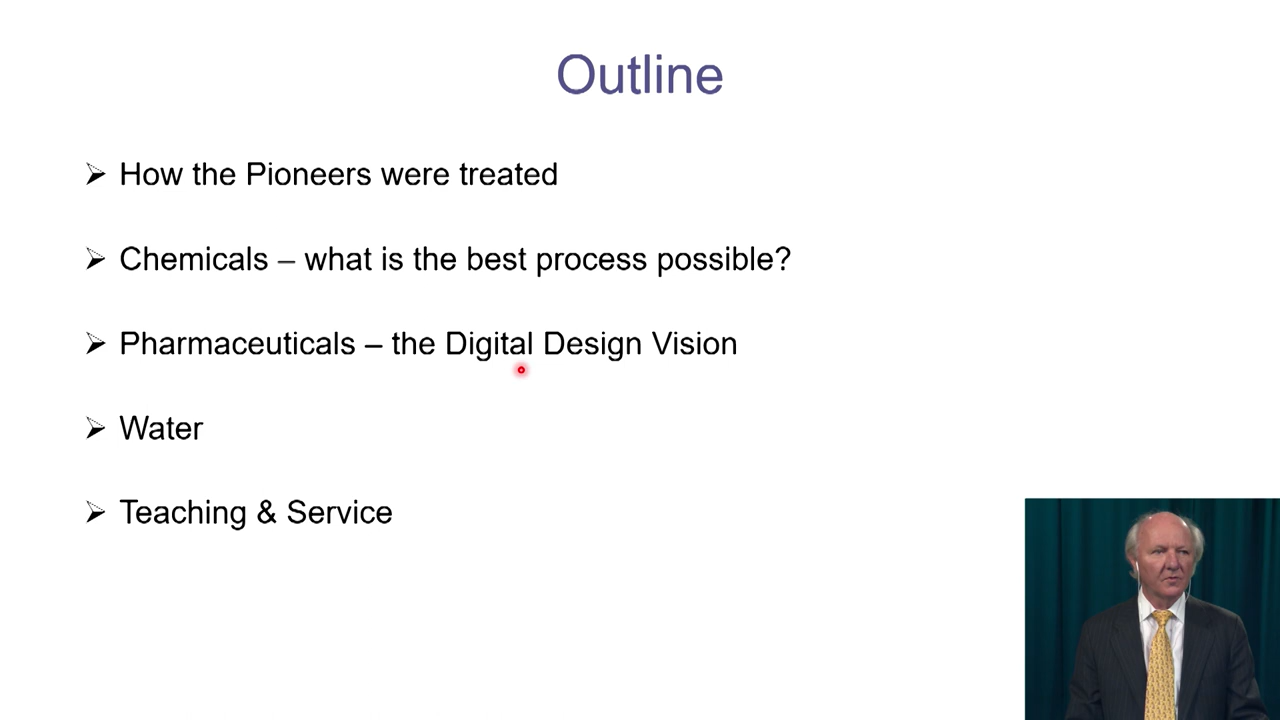 Outline
How the Pioneers were treated
Chemicals – what is the best process possible?
Pharmaceuticals – the Digital Design Vision
Water
Teaching & Service